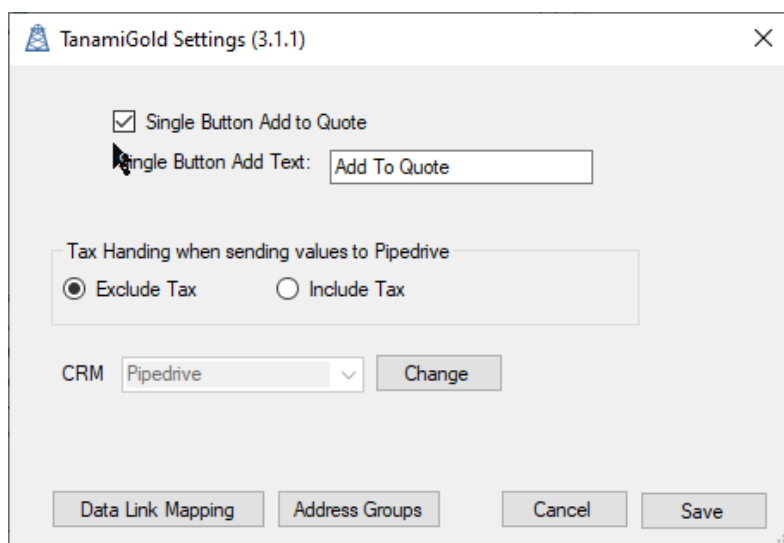 TanamiGold Settings (3.1.1)
Single Button Add to Quote
ingle Button Add Text: Add To Quote
Tax Handing when sending values to Pipedrive
Exclude Tax Include Tax
CRM Pipedrive Change
Data Link Mapping Address Groups Cancel Save